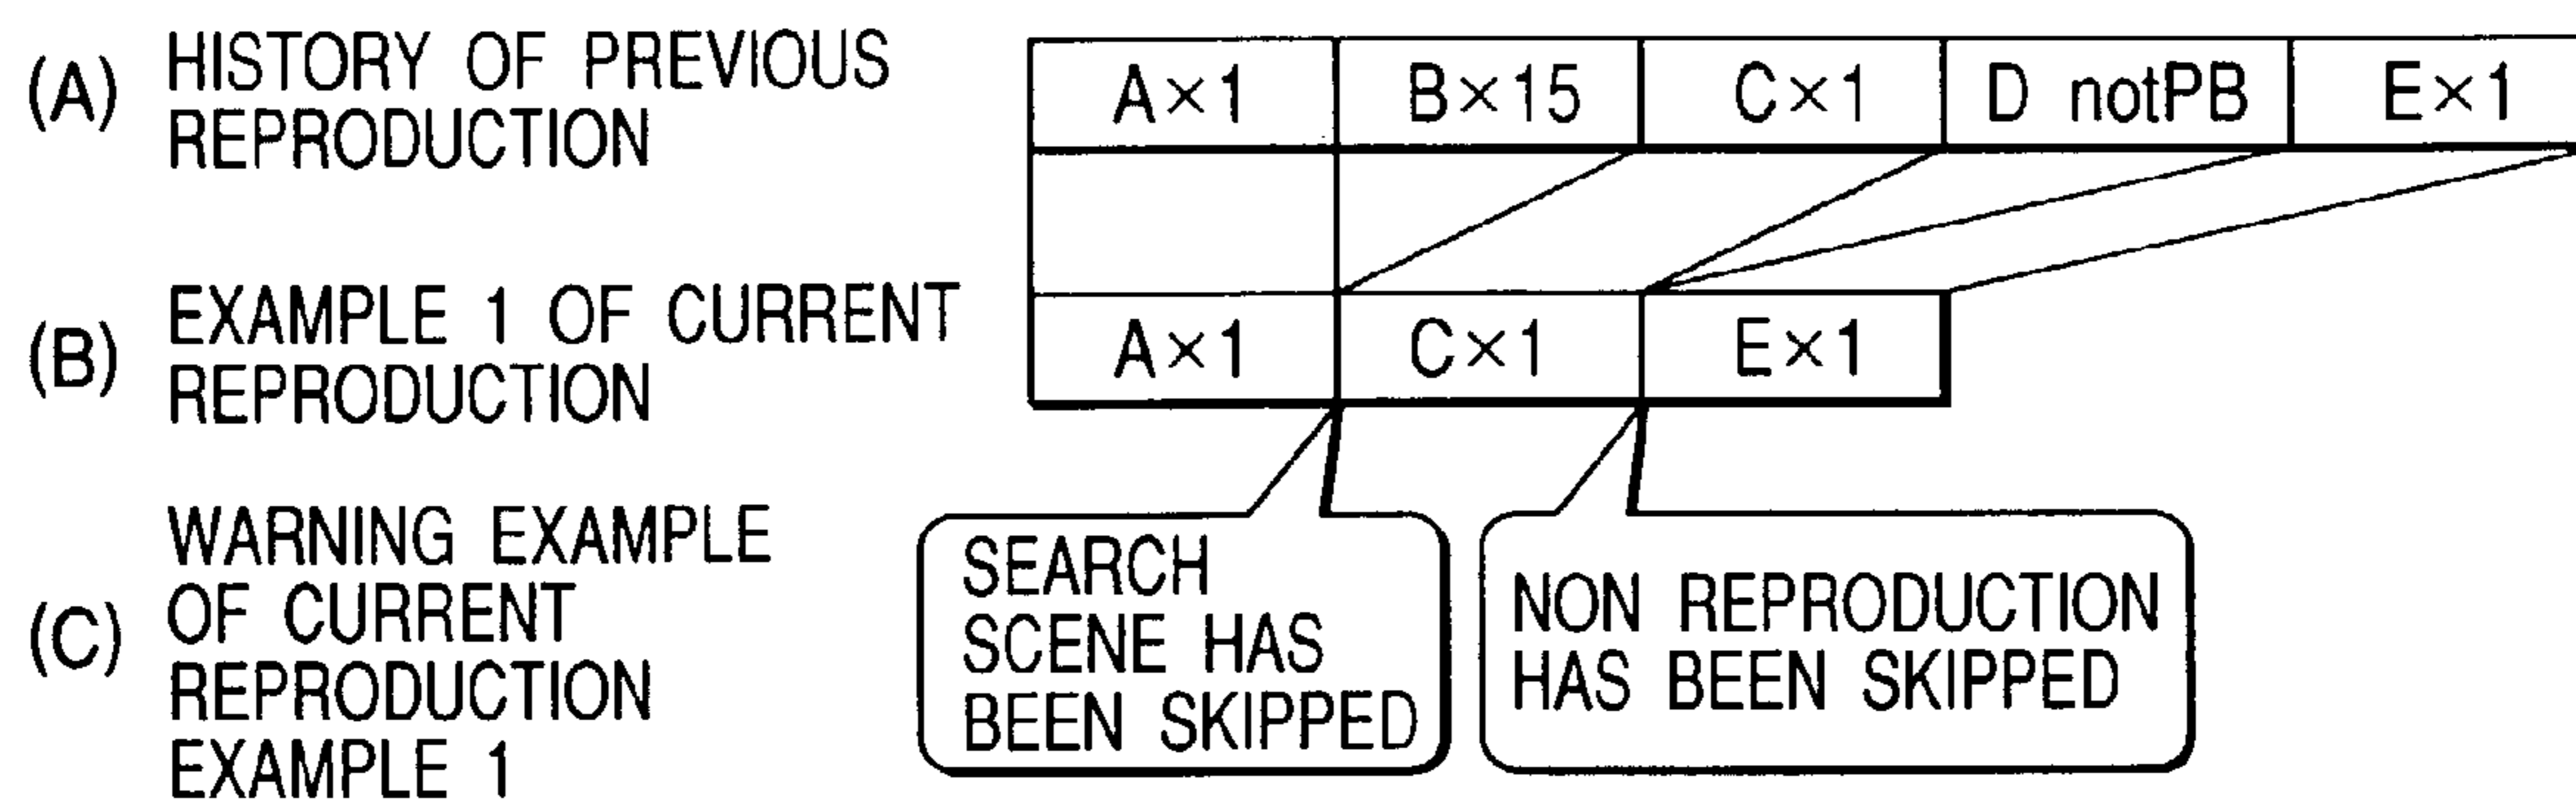 (A) HISTORY OF PREVIOUS
REPRODUCTION
A×1 B×15 C×1 D notPB E×1
(B) EXAMPLE 1 OF CURRENT
REPRODUCTION
A×1 C×1 E×1
(C) WARNING EXAMPLE
OF CURRENT
REPRODUCTION
EXAMPLE 1
SEARCH
SCENE HAS
BEEN SKIPPED
NON REPRODUCTION
HAS BEEN SKIPPED